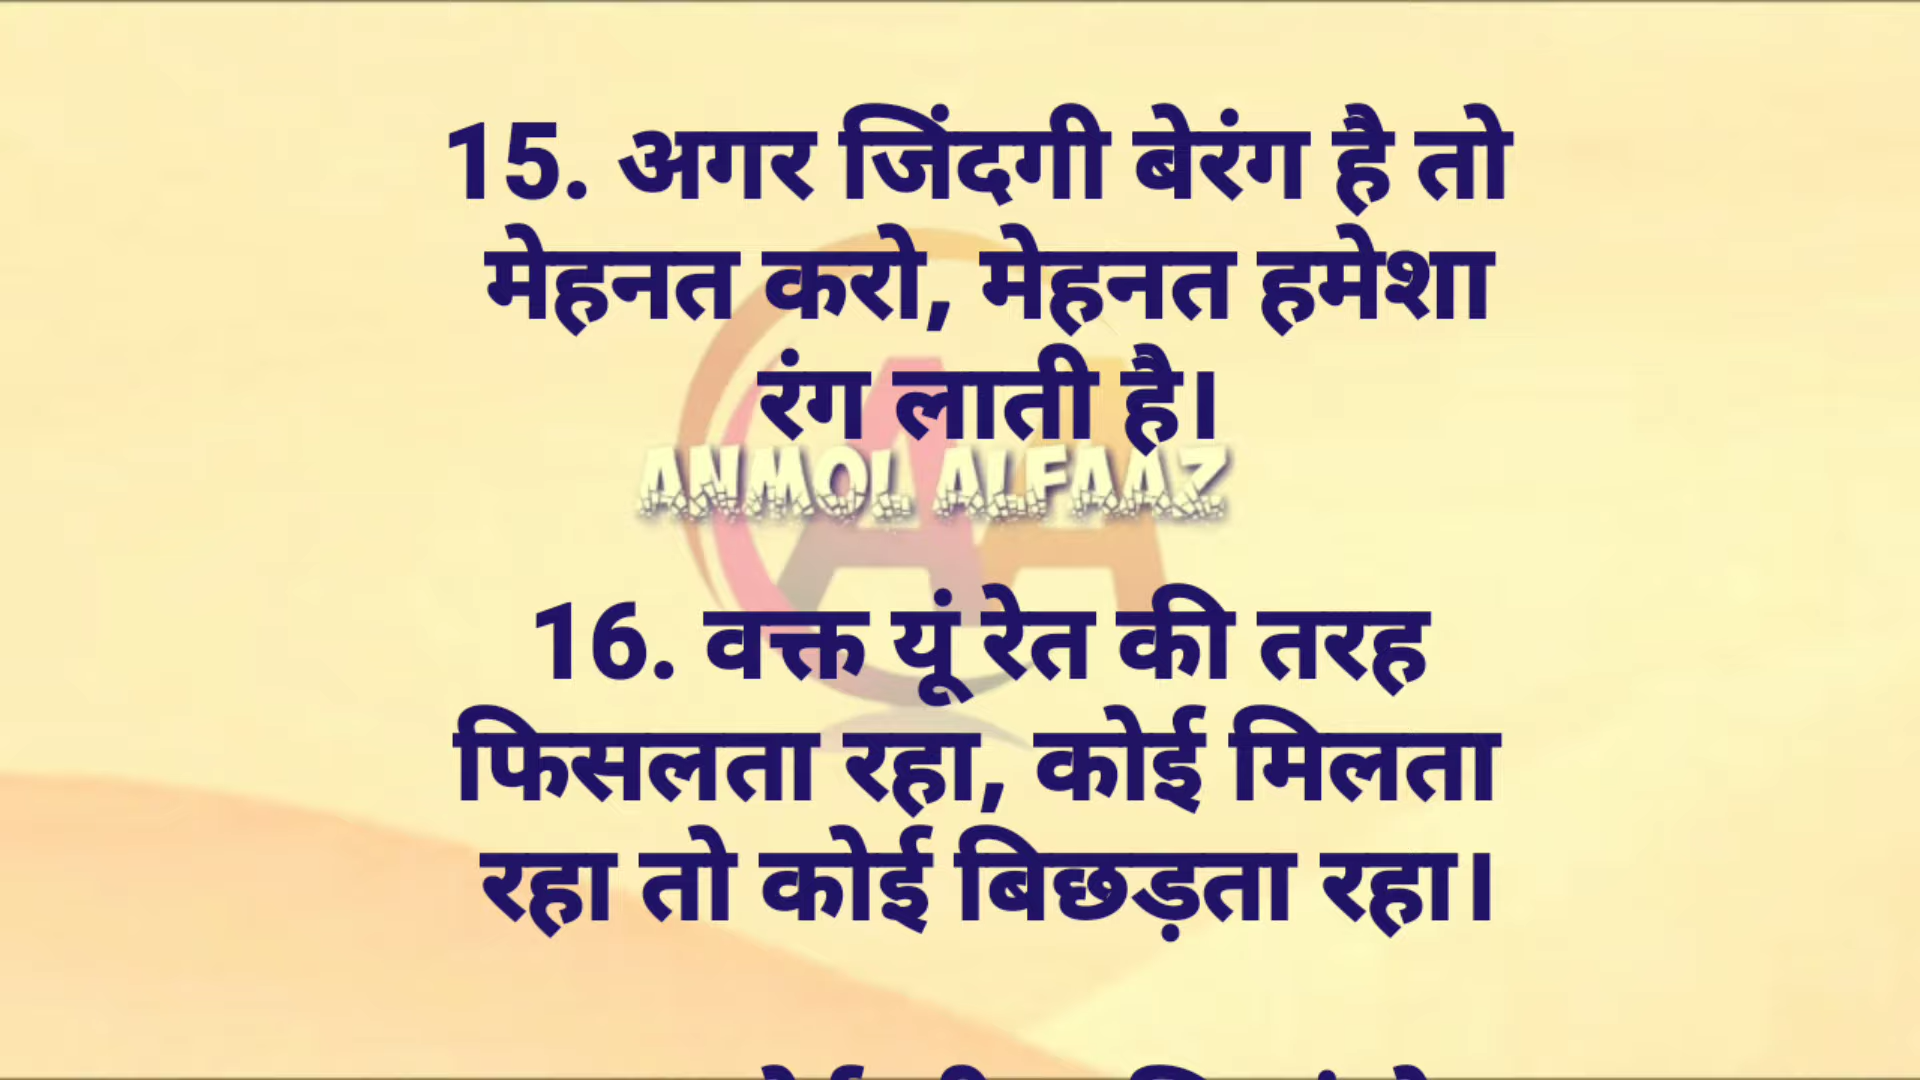 15. अगर जिंदगी बेरंग है तो
मेहनत करो, मेहनत हमेशा
रंग लाती है।
ANMOL ALFAAZ
16. वक्त यूं रेत की तरह
फिसलता रहा, कोई मिलता
रहा तो कोई बिछड़ता रहा।